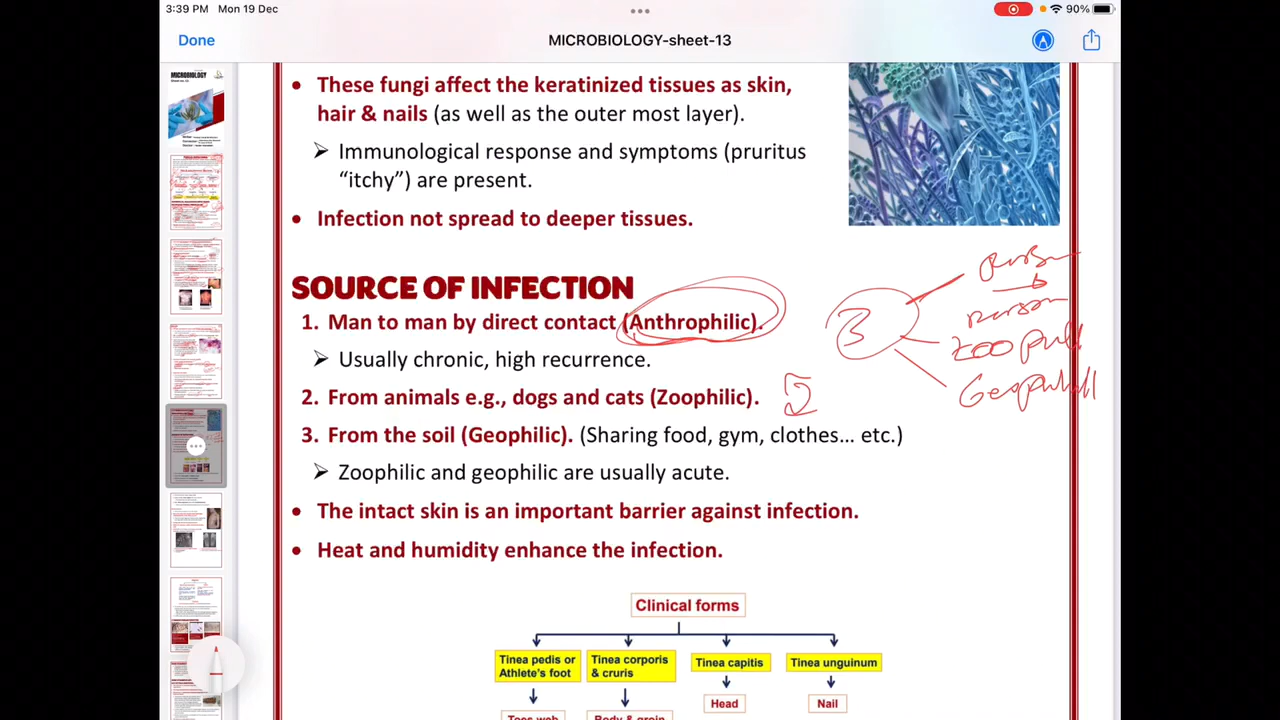 3:39 PM Mon 19 Dec
90%
Done
MICROBIOLOGY-sheet-13
MICROBIOLOGY
• These fungi affect the keratinized tissues as skin,
hair & nails (as well as the outer most layer).
➢ Immunological response and symptoms (pruritus
“itchy”) are present.
• Infection not spread to deeper tissues.
SOURCE OF INFECTION
1. Man to man by direct contact (Anthrophilic).
➢ Usually chronic, high recurrence.
2. From animals e.g., dogs and cats (Zoophilic).
3. From the soil (Geophilic). (Sharing food, gym, clothes... etc.)
➢ Zoophilic and geophilic are usually acute.
• The intact skin is an important barrier against infection.
• Heat and humidity enhance the infection.
3
Clinical forms
Tinea pedis or
Athlete's foot
Tinea corporis
& cruris
Tinea capitis
Tinea unguinum
Head
Nail
Toes web
Body & groin